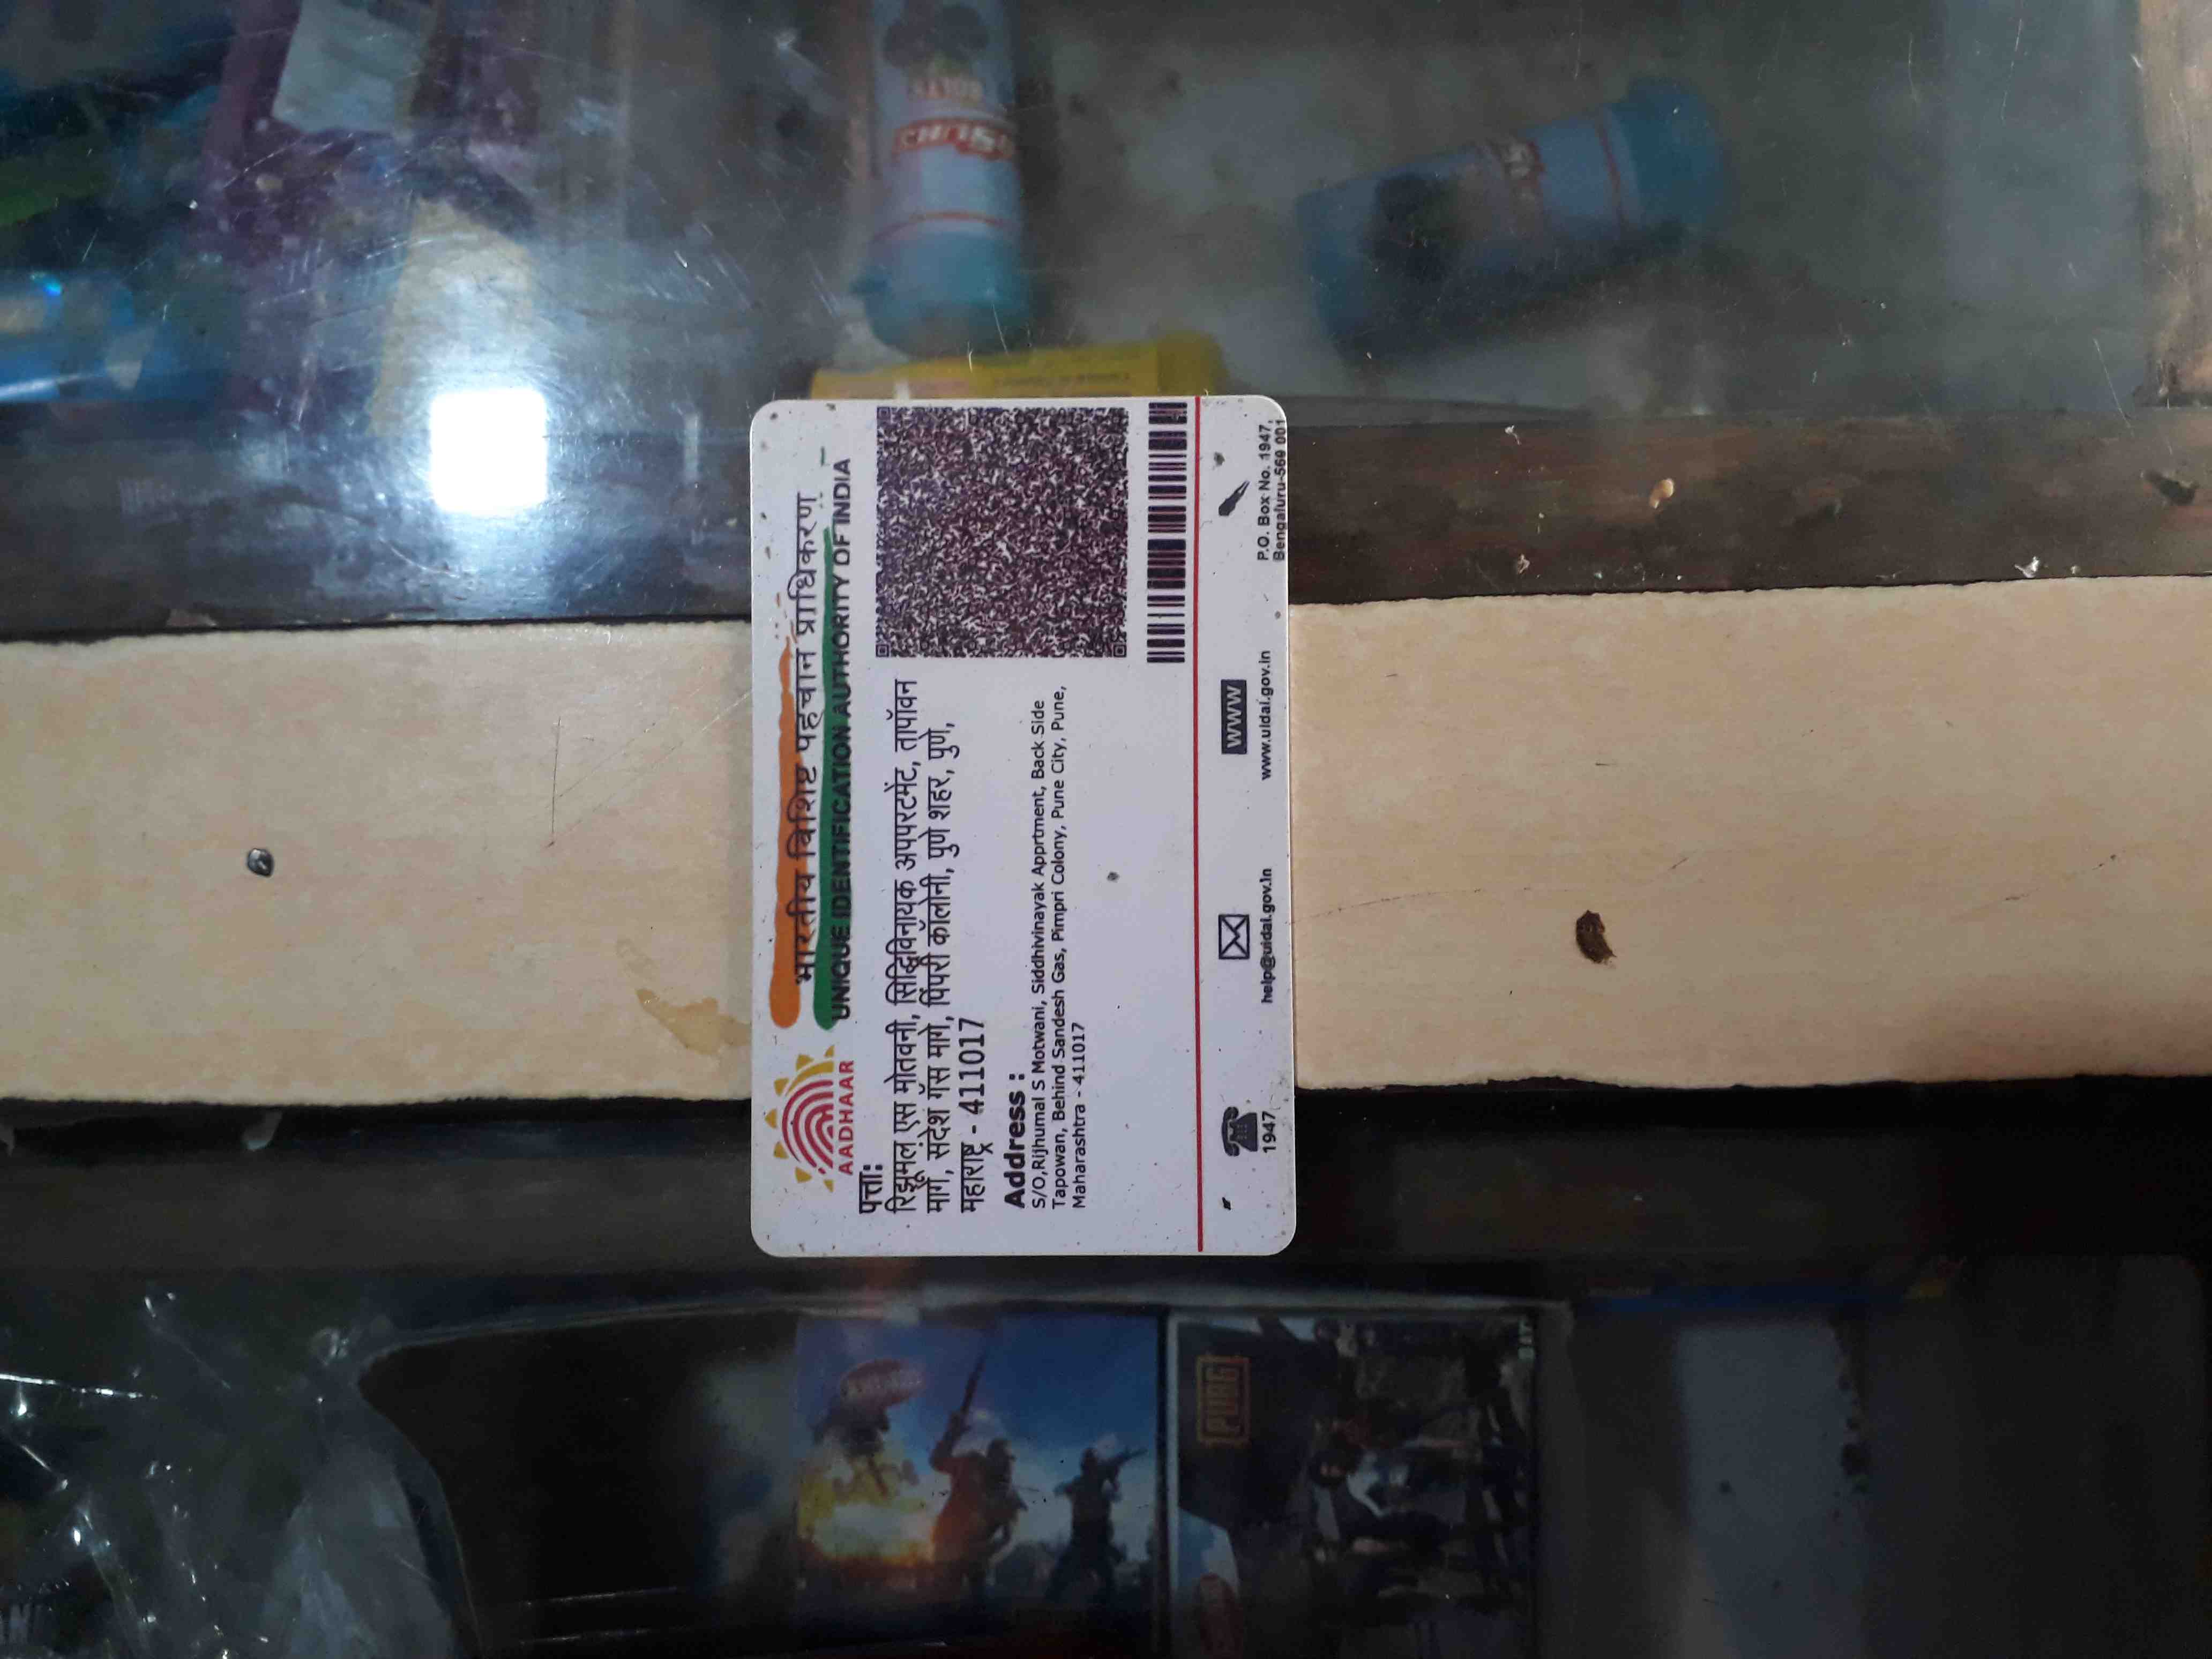 भारतीय विशिष्ट पहचान प्राधिकरण
UNIQUE IDENTIFICATION AUTHORITY OF INDIA
AADHAAR
पत्ता:
रिझूमल एस मोतवनी, सिद्धिविनायक अपपरटमेंट, तापॉवन
मार्ग, संदेश गॅस मागे, पिंपरी कॉलोनी, पुणे शहर, पुणे,
महाराष्ट्र - 411017
Address :
S/O,Rijhumal S Motwani, Siddhivinayak Apprtment, Back Side
Tapowan, Behind Sandesh Gas, Pimpri Colony, Pune City, Pune,
Maharashtra - 411017
1947
help@uidai.gov.in
WWW
www.uidai.gov.in
P.O. Box No. 1947,
Bengaluru-560 001
PUBG